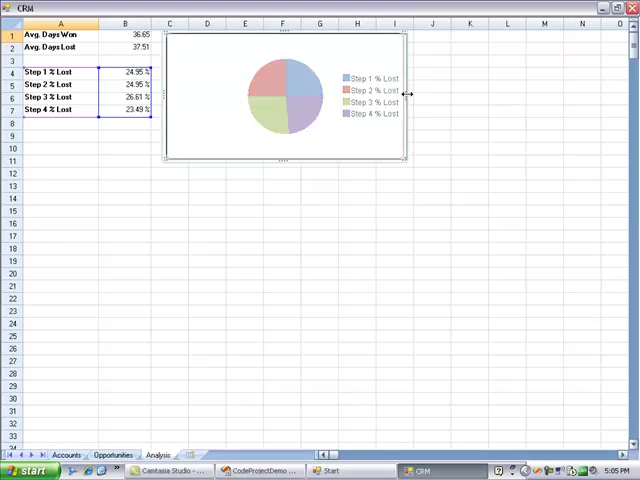 CRM
A B C D E F G H I J K L M N O
1 Avg. Days Won 36.65
2 Avg. Days Lost 37.51
3
4 Step 1 % Lost 24.95 %
5 Step 2 % Lost 24.95 %
6 Step 3 % Lost 26.61 %
7 Step 4 % Lost 23.49 %
Step 1 % Lost
Step 2 % Lost
Step 3 % Lost
Step 4 % Lost
8
9
10
11
12
13
14
15
16
17
18
19
20
21
22
23
24
25
26
27
28
29
30
31
32
33
Accounts Opportunities Analysis
start Camtasia Studio - ... CodeProjectDemo ... Start CRM 5:05 PM